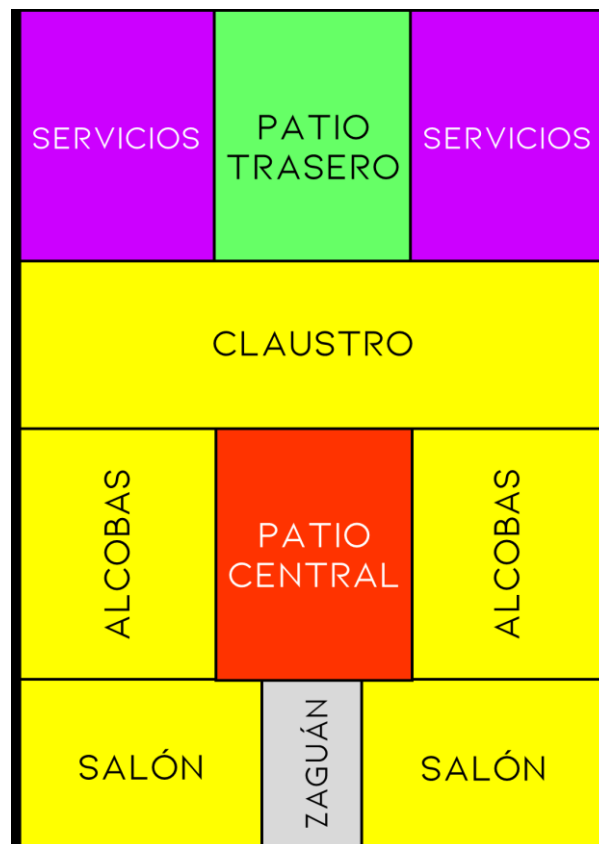 SERVICIOS
PATIO
TRASERO
SERVICIOS
CLAUSTRO
ALCOBAS
PATIO
CENTRAL
ALCOBAS
SALÓN
ZAGUÁN
SALÓN